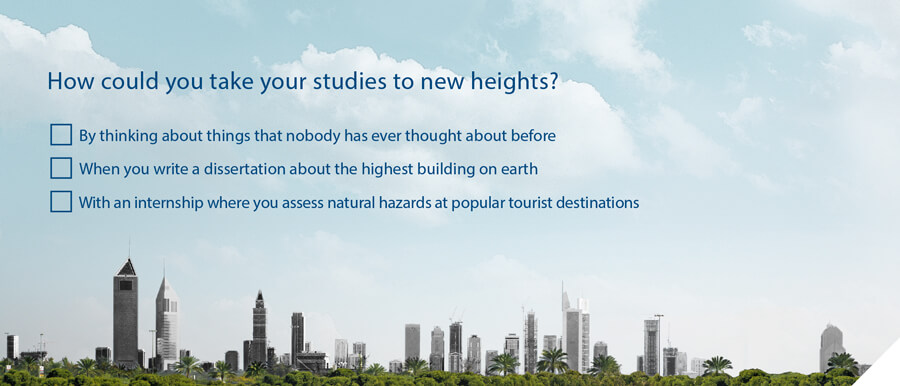 How could you take your studies to new heights?
By thinking about things that nobody has ever thought about before
When you write a dissertation about the highest building on earth
With an internship where you assess natural hazards at popular tourist destinations